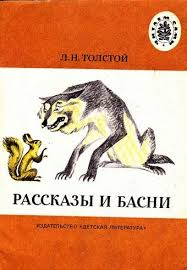 Л.Н. ТОЛСТОЙ
РАССКАЗЫ И БАСНИ
ИЗДАТЕЛЬСТВО «ДЕТСКАЯ ЛИТЕРАТУРА»